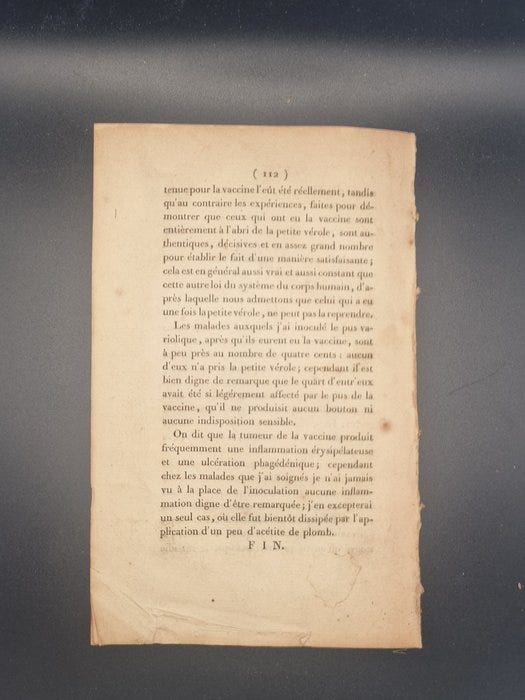 ( 112 )
tenue pour la vaccine l'eût été réellement, tandis
qu'au contraire les expériences, faites pour dé-
montrer que ceux qui ont eu la vaccine sont
entièrement à l'abri de la petite vérole, sont au-
thentiques, décisives et en assez grand nombre
pour établir le fait d'une manière satisfaisante ;
cela est en général aussi vrai et aussi constant que
cette autre loi du système du corps humain, d'a-
près laquelle nous admettons que celui qui a eu
une fois la petite vérole, ne peut pas la reprendre.
Les malades auxquels j'ai inoculé le pus va-
riolique, après qu'ils eurent eu la vaccine, sont
à peu près au nombre de quatre cents : aucun
d'eux n'a pris la petite vérole ; cependant il est
bien digne de remarque que le quart d'entr'eux
avait été si légérement affecté par le pus de la
vaccine, qu'il ne produisit aucun bouton ni
aucune indisposition sensible.
On dit que la tumeur de la vaccine produit
fréquemment une inflammation érysipélateuse
et une ulcération phagédénique ; cependant
chez les malades que j'ai soignés je n'ai jamais
vu à la place de l'inoculation aucune inflam-
mation digne d'être remarquée ; j'en excepterai
un seul cas, où elle fut bientôt dissipée par l'ap-
plication d'un peu d'acétite de plomb.
F I N.